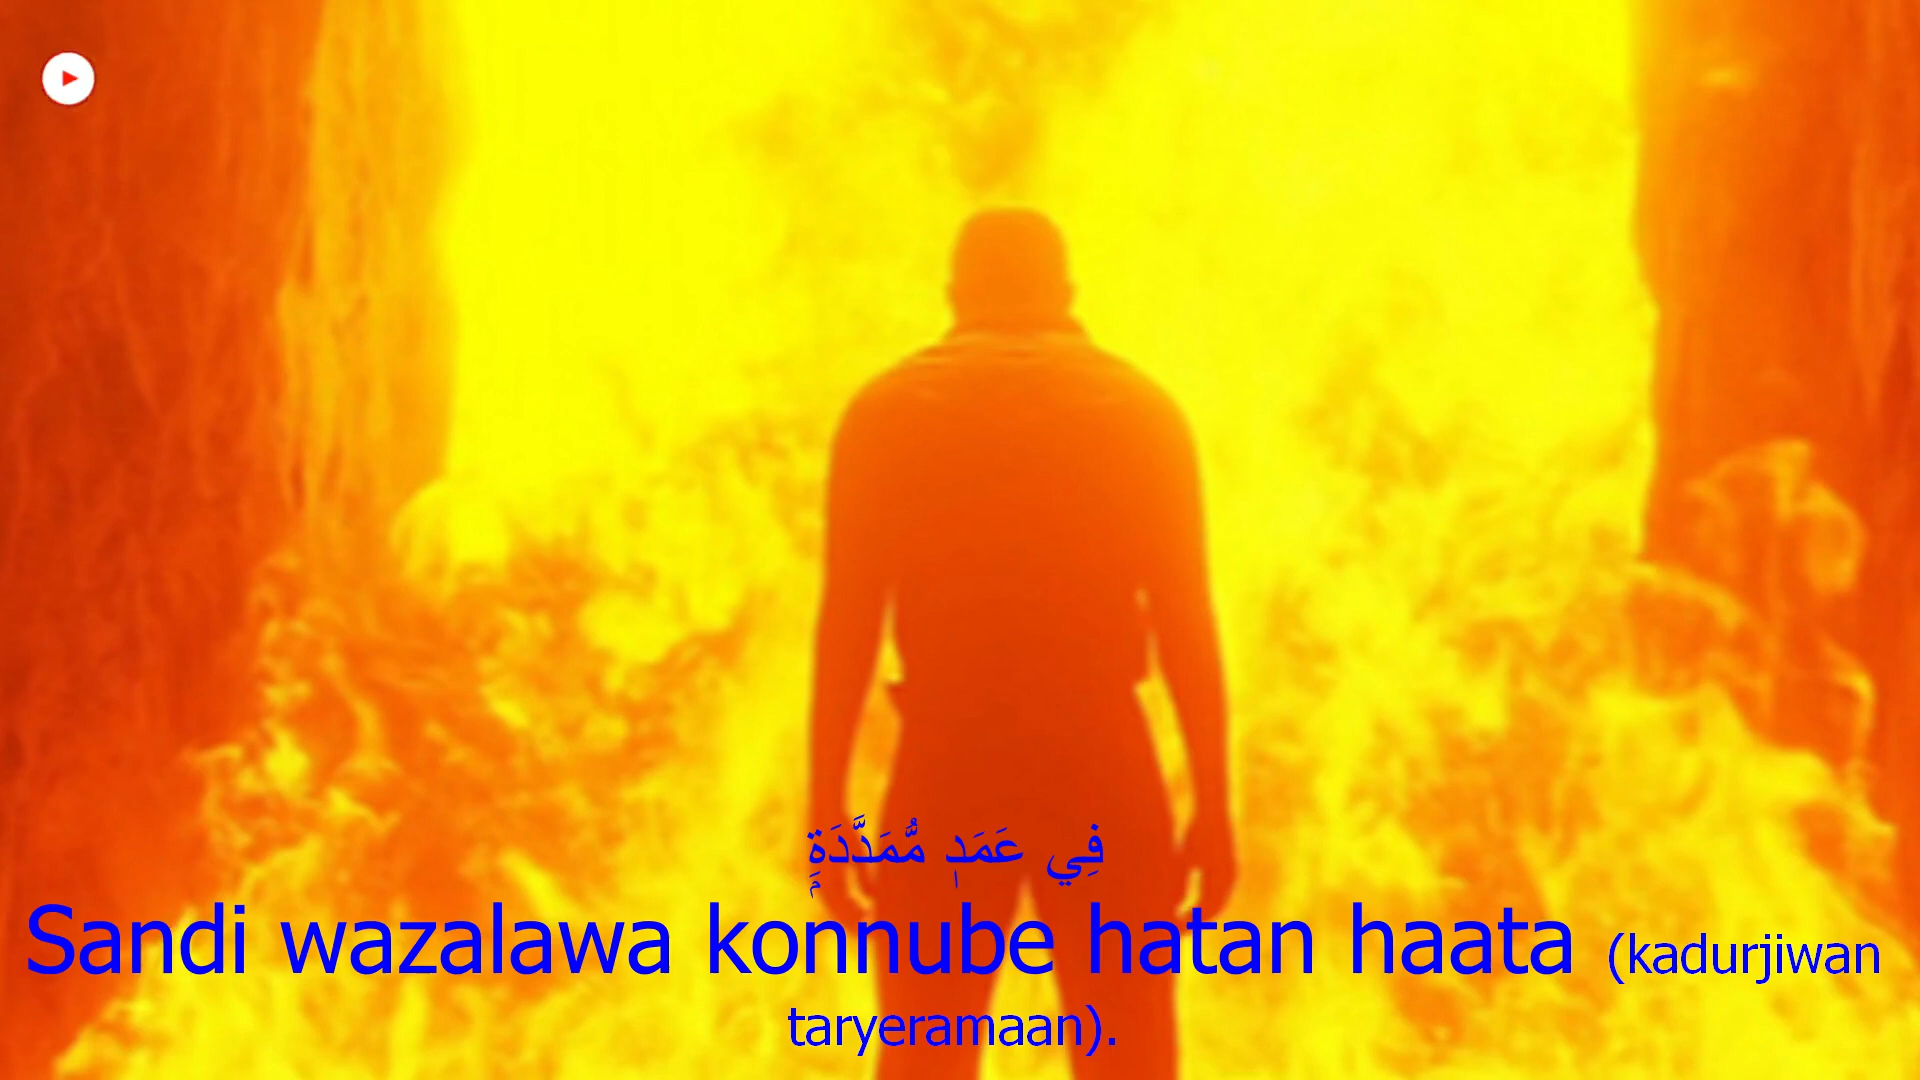 فِي عَمَدٖ مُّمَدَّدَةِۭ
Sandi wazalawa konnube hatan haata (kadurjiwan
taryeramaan).